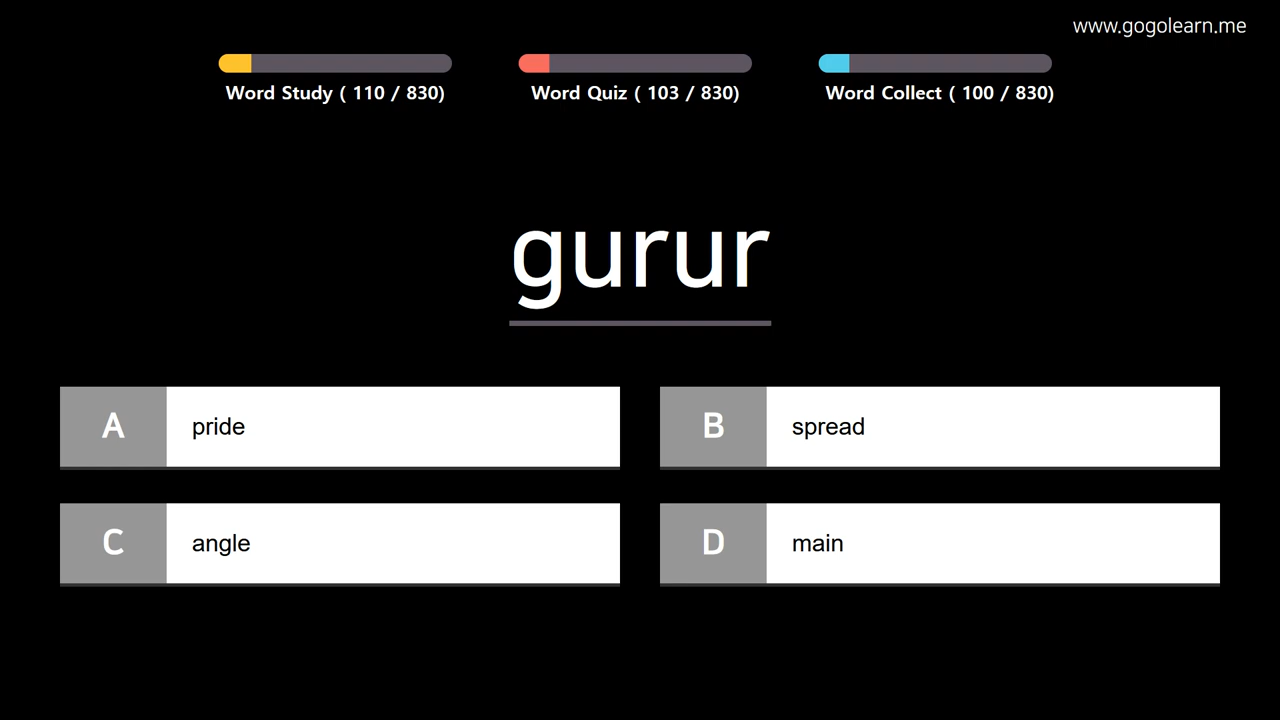 www.gogolearn.me
Word Study ( 110 / 830)
Word Quiz ( 103 / 830)
Word Collect ( 100 / 830)
gurur
A pride
B spread
C angle
D main